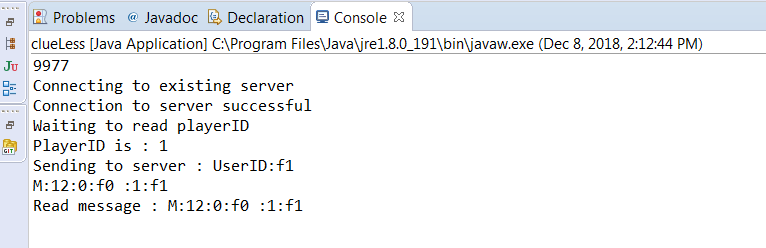 Problems @ Javadoc Declaration Console
clueLess [Java Application] C:\Program Files\Java\jre1.8.0_191\bin\javaw.exe (Dec 8, 2018, 2:12:44 PM)
9977
Connecting to existing server
Connection to server successful
Waiting to read playerID
PlayerID is : 1
Sending to server : UserID:f1
M:12:0:f0 :1:f1
Read message : M:12:0:f0 :1:f1
JU
GIT